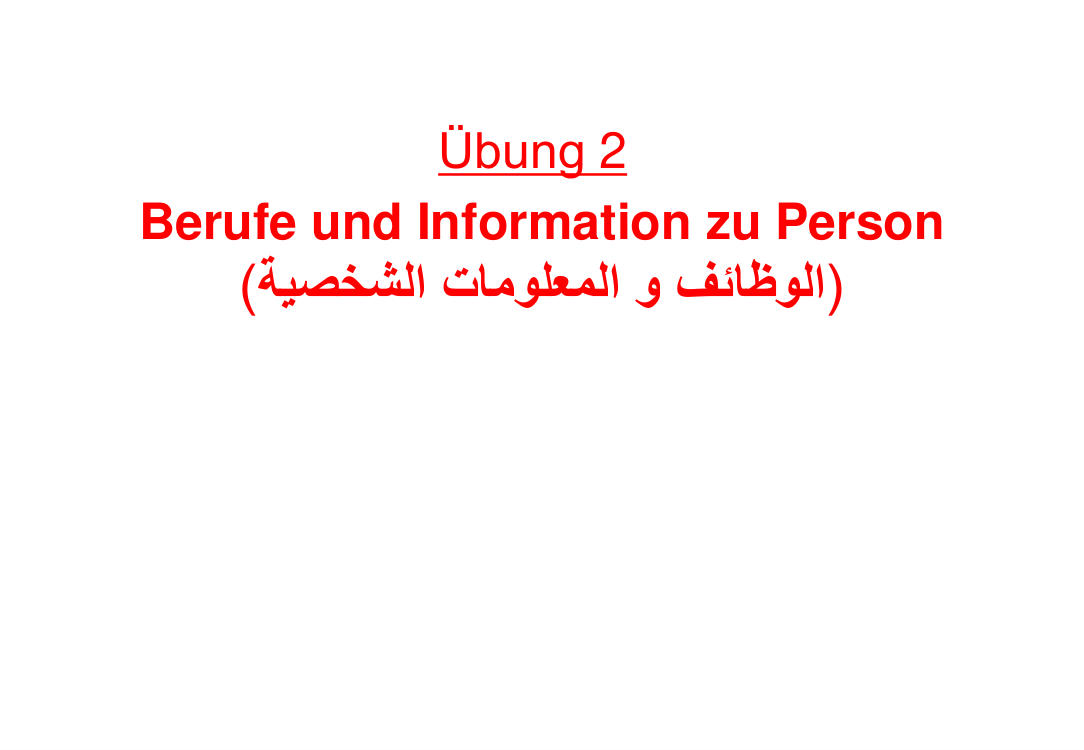 Übung 2
Berufe und Information zu Person
(الوظائف و المعلومات الشخصية)